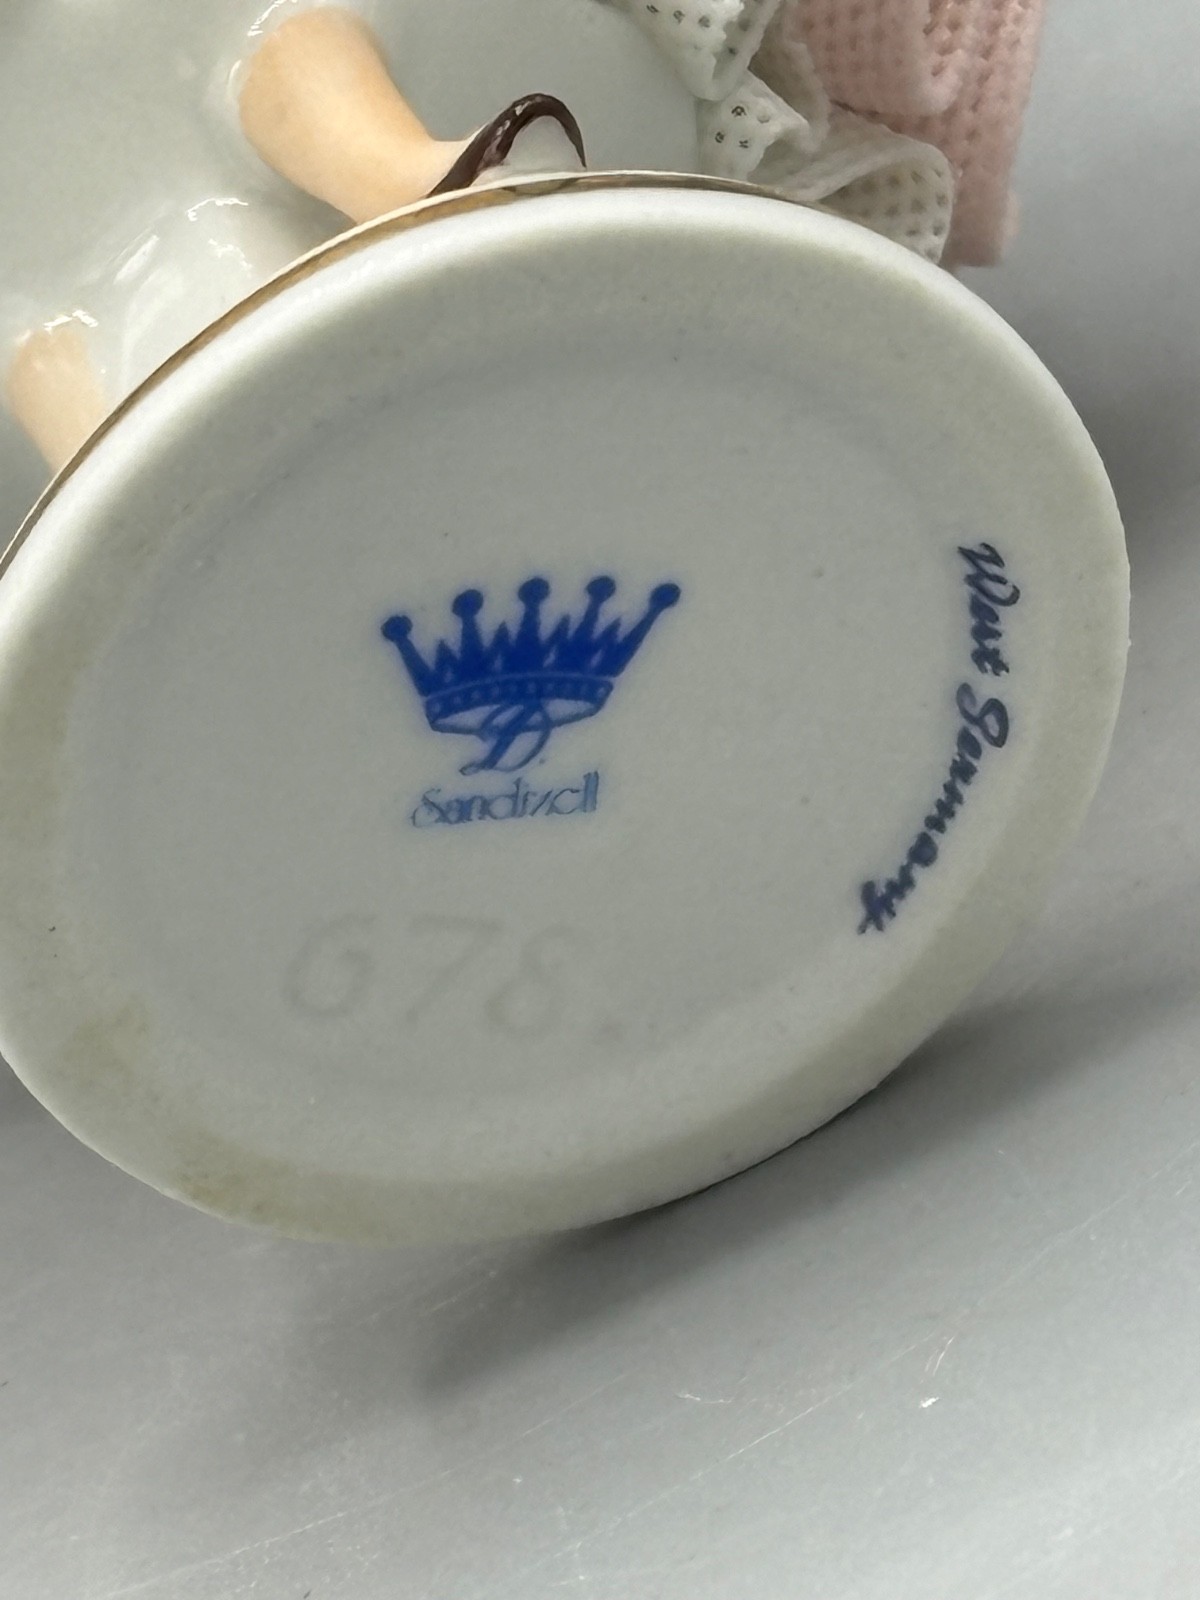 D.
Sandizell
West Germany
678.